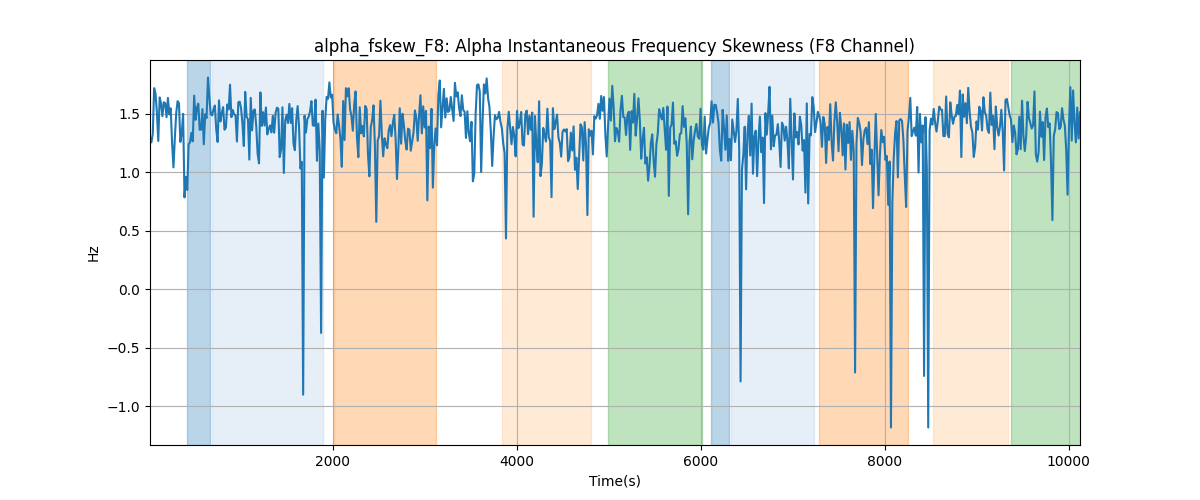 alpha_fskew_F8: Alpha Instantaneous Frequency Skewness (F8 Channel)
1.5
1.0
0.5
0.0
−0.5
−1.0
Hz
2000 4000 6000 8000 10000
Time(s)